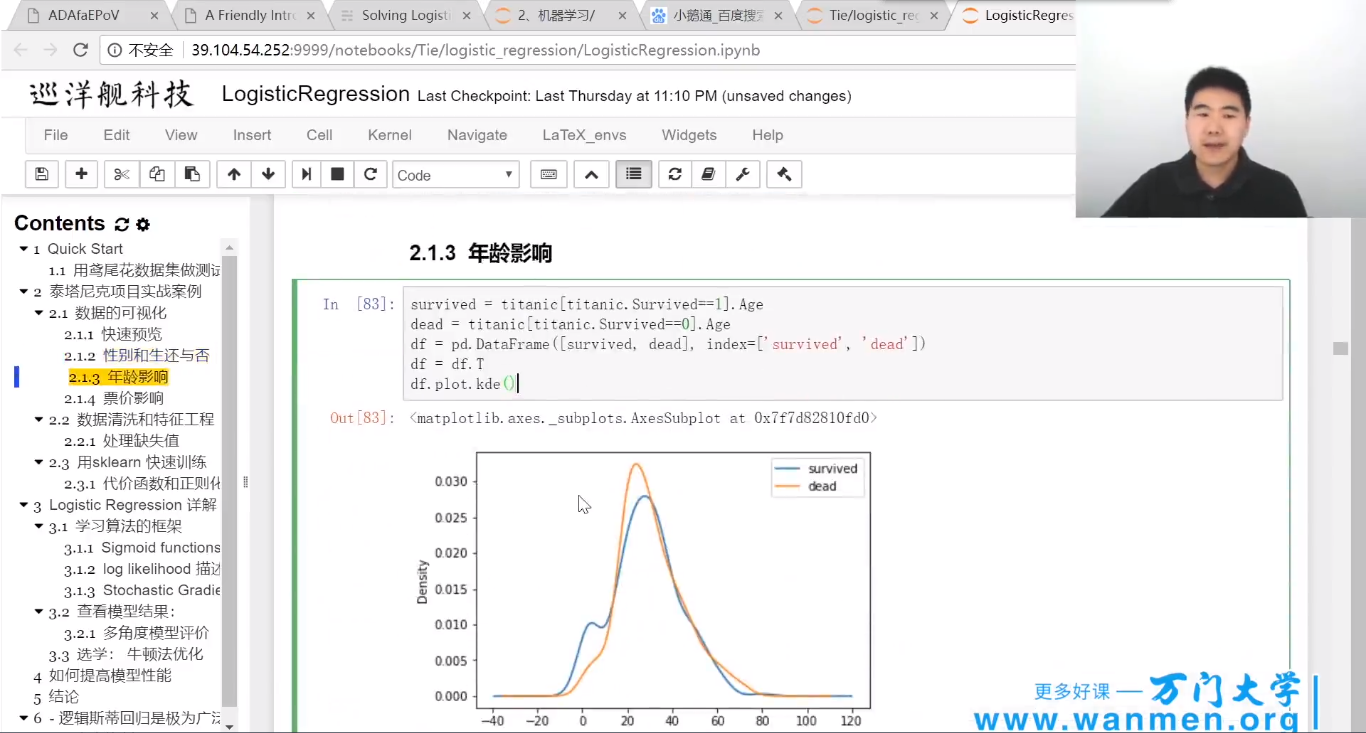 ADAfaEPoV
A Friendly Intr
Solving Logist
2、机器学习/
小鹅通_百度搜
Tie/logistic_reg
LogisticRegres
不安全
39.104.54.252:9999/notebooks/Tie/logistic_regression/LogisticRegression.ipynb
巡洋舰科技
LogisticRegression Last Checkpoint: Last Thursday at 11:10 PM (unsaved changes)
File Edit View Insert Cell Kernel Navigate LaTeX_envs Widgets Help
Code
Contents
1 Quick Start
1.1 用鸢尾花数据集做测试
2 泰塔尼克项目实战案例
2.1 数据的可视化
2.1.1 快速预览
2.1.2 性别和生还与否
2.1.3 年龄影响
2.1.4 票价影响
2.2 数据清洗和特征工程
2.2.1 处理缺失值
2.3 用sklearn 快速训练
2.3.1 代价函数和正则化
3 Logistic Regression 详解
3.1 学习算法的框架
3.1.1 Sigmoid functions
3.1.2 log likelihood 描述
3.1.3 Stochastic Gradie
3.2 查看模型结果：
3.2.1 多角度模型评价
3.3 选学： 牛顿法优化
4 如何提高模型性能
5 结论
6 - 逻辑斯蒂回归是极为广泛
2.1.3 年龄影响
In [83]:
survived = titanic[titanic.Survived==1].Age
dead = titanic[titanic.Survived==0].Age
df = pd.DataFrame([survived, dead], index=['survived', 'dead'])
df = df.T
df.plot.kde()
Out[83]: <matplotlib.axes._subplots.AxesSubplot at 0x7f7d82810fd0>
survived
dead
0.030
0.025
0.020
0.015
0.010
0.005
0.000
Density
−40 −20 0 20 40 60 80 100 120
更多好课 — 万门大学
www.wanmen.org